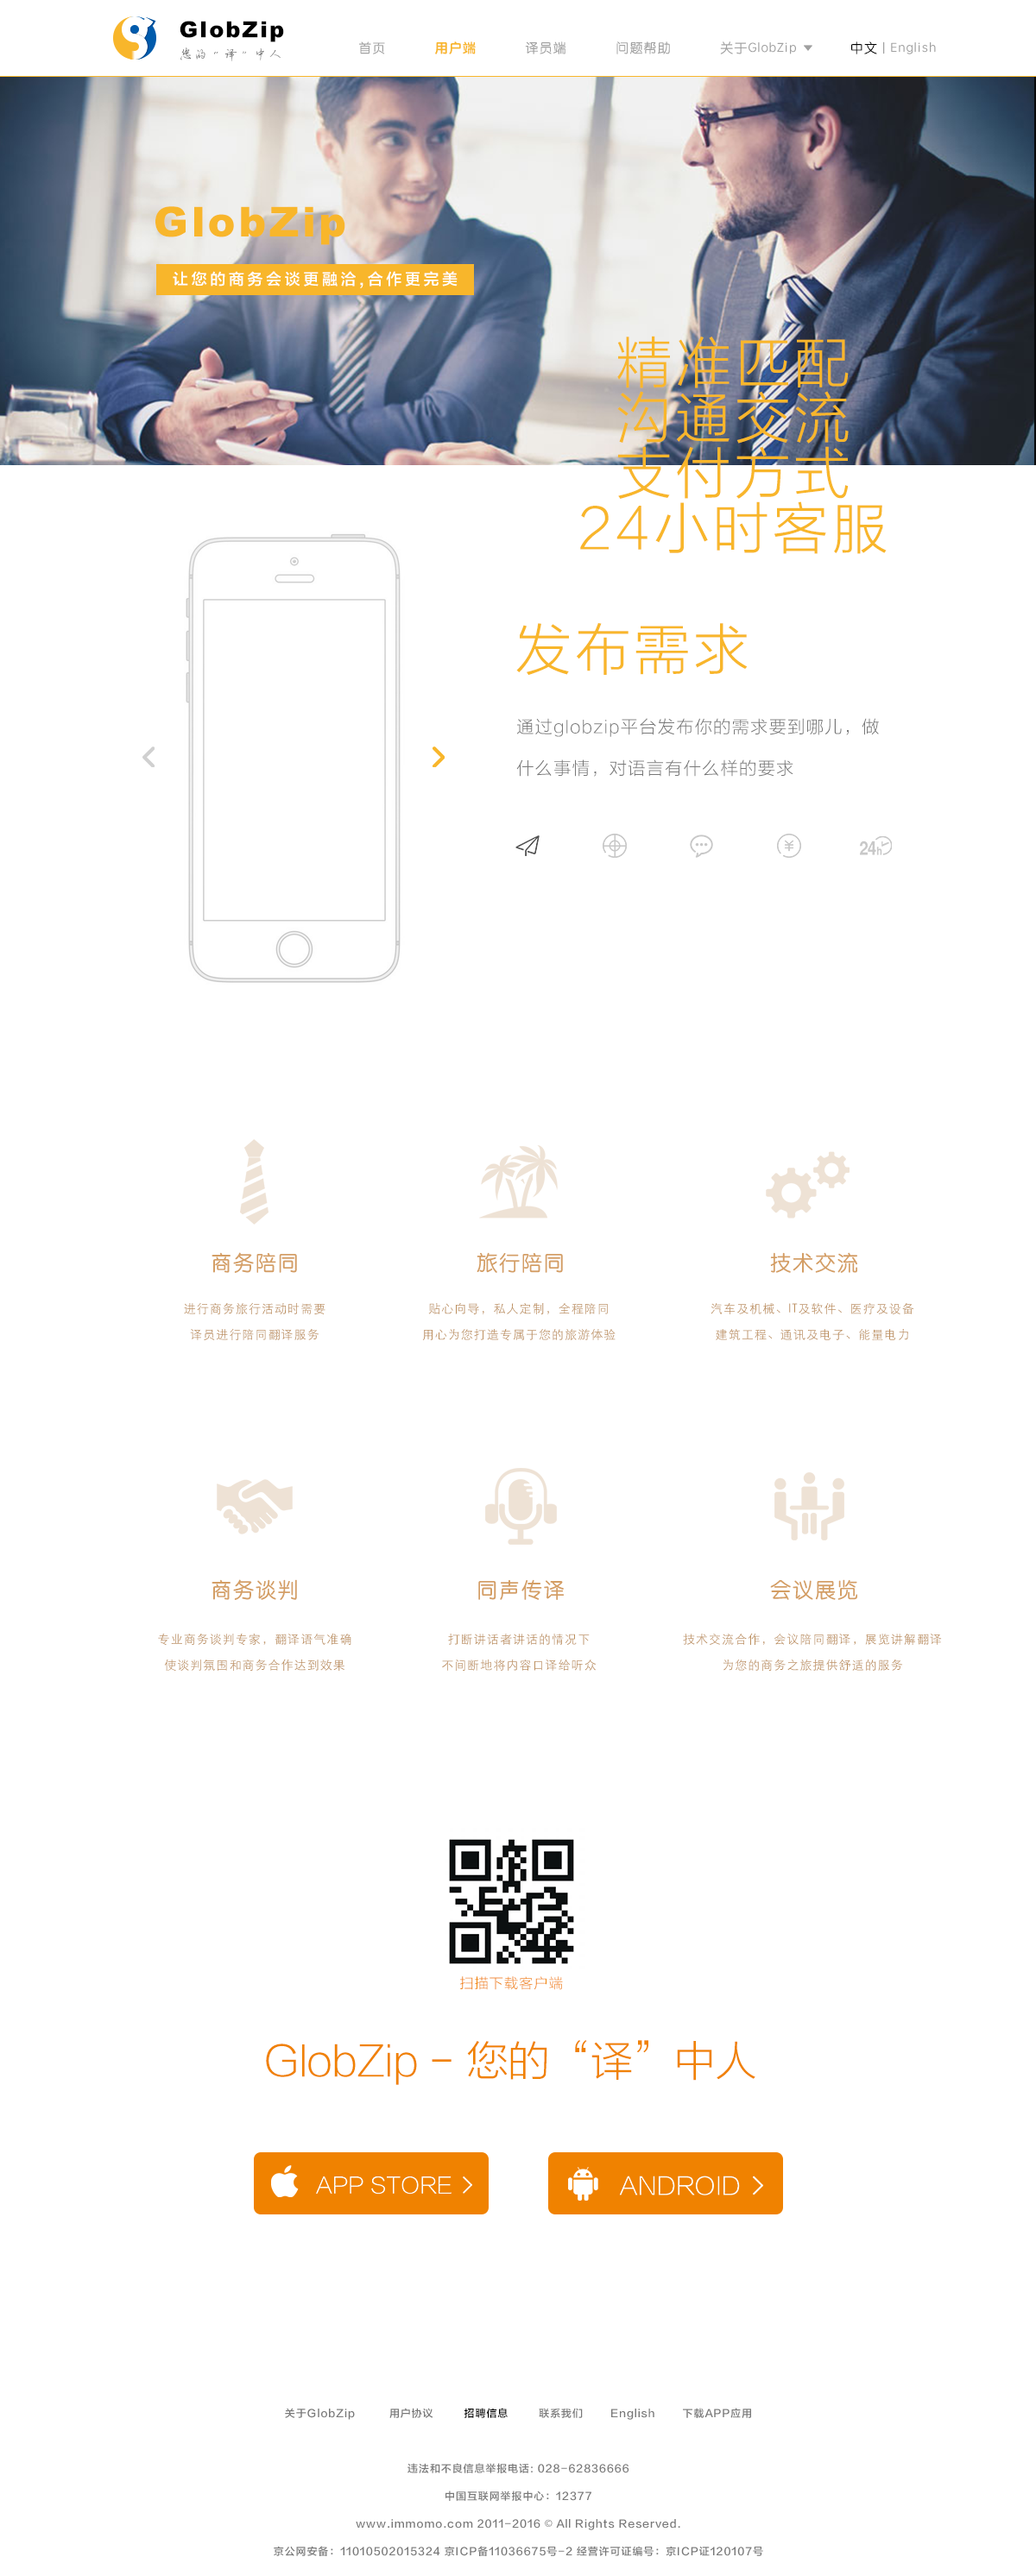 GlobZip
您的“译”中人
首页 用户端 译员端 问题帮助 关于GlobZip 中文 | English
GlobZip
让您的商务会谈更融洽,合作更完美
精准匹配
沟通交流
支付方式
24小时客服
发布需求
通过globzip平台发布你的需求要到哪儿，做
什么事情，对语言有什么样的要求
24h
商务陪同 旅行陪同 技术交流
进行商务旅行活动时需要 贴心向导，私人定制，全程陪同 汽车及机械、IT及软件、医疗及设备
译员进行陪同翻译服务 用心为您打造专属于您的旅游体验 建筑工程、通讯及电子、能量电力
商务谈判 同声传译 会议展览
专业商务谈判专家，翻译语气准确 打断讲话者讲话的情况下 技术交流合作，会议陪同翻译，展览讲解翻译
使谈判氛围和商务合作达到效果 不间断地将内容口译给听众 为您的商务之旅提供舒适的服务
扫描下载客户端
GlobZip - 您的“译”中人
APP STORE ANDROID
关于GlobZip 用户协议 招聘信息 联系我们 English 下载APP应用
违法和不良信息举报电话: 028-62836666
中国互联网举报中心：12377
www.immomo.com 2011-2016 © All Rights Reserved.
京公网安备：11010502015324 京ICP备11036675号-2 经营许可证编号：京ICP证120107号